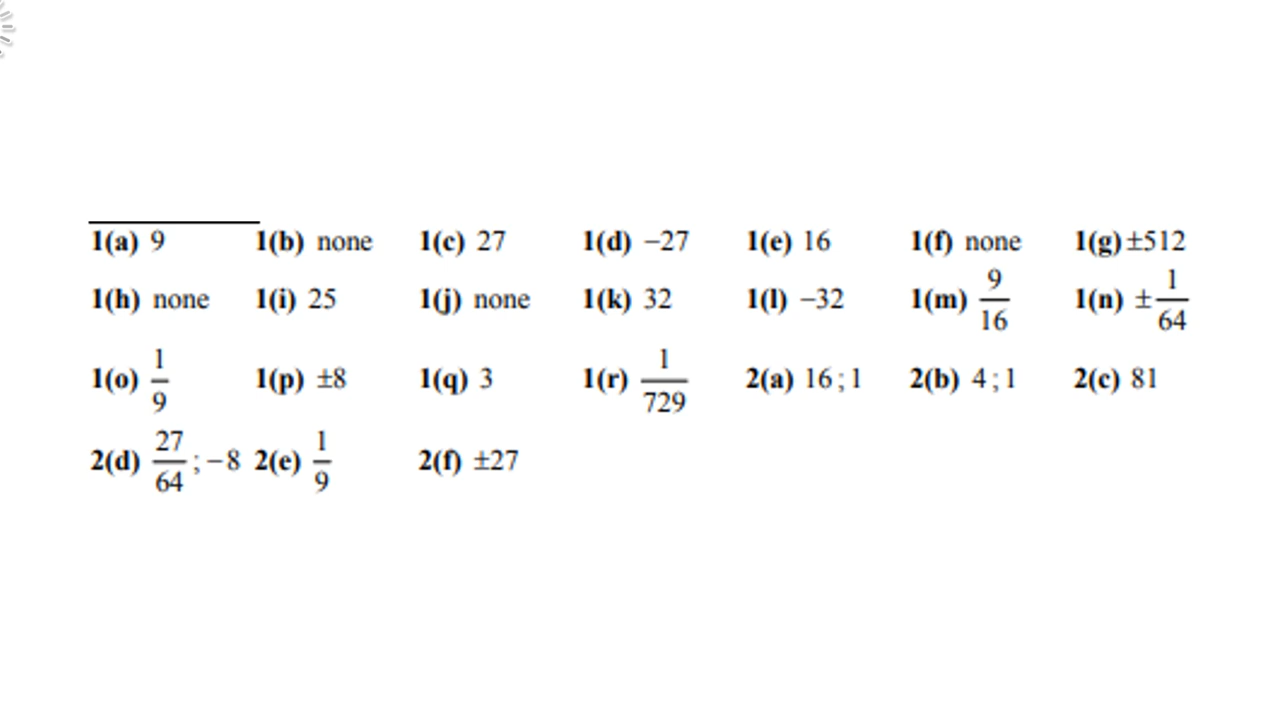 1(a) 9 1(b) none 1(c) 27 1(d) –27 1(e) 16 1(f) none 1(g) ±512
1(h) none 1(i) 25 1(j) none 1(k) 32 1(l) –32 1(m) 9/16 1(n) ±1/64
1(o) 1/9 1(p) ±8 1(q) 3 1(r) 1/729 2(a) 16 ; 1 2(b) 4 ; 1 2(c) 81
2(d) 27/64 ; –8 2(e) 1/9 2(f) ±27